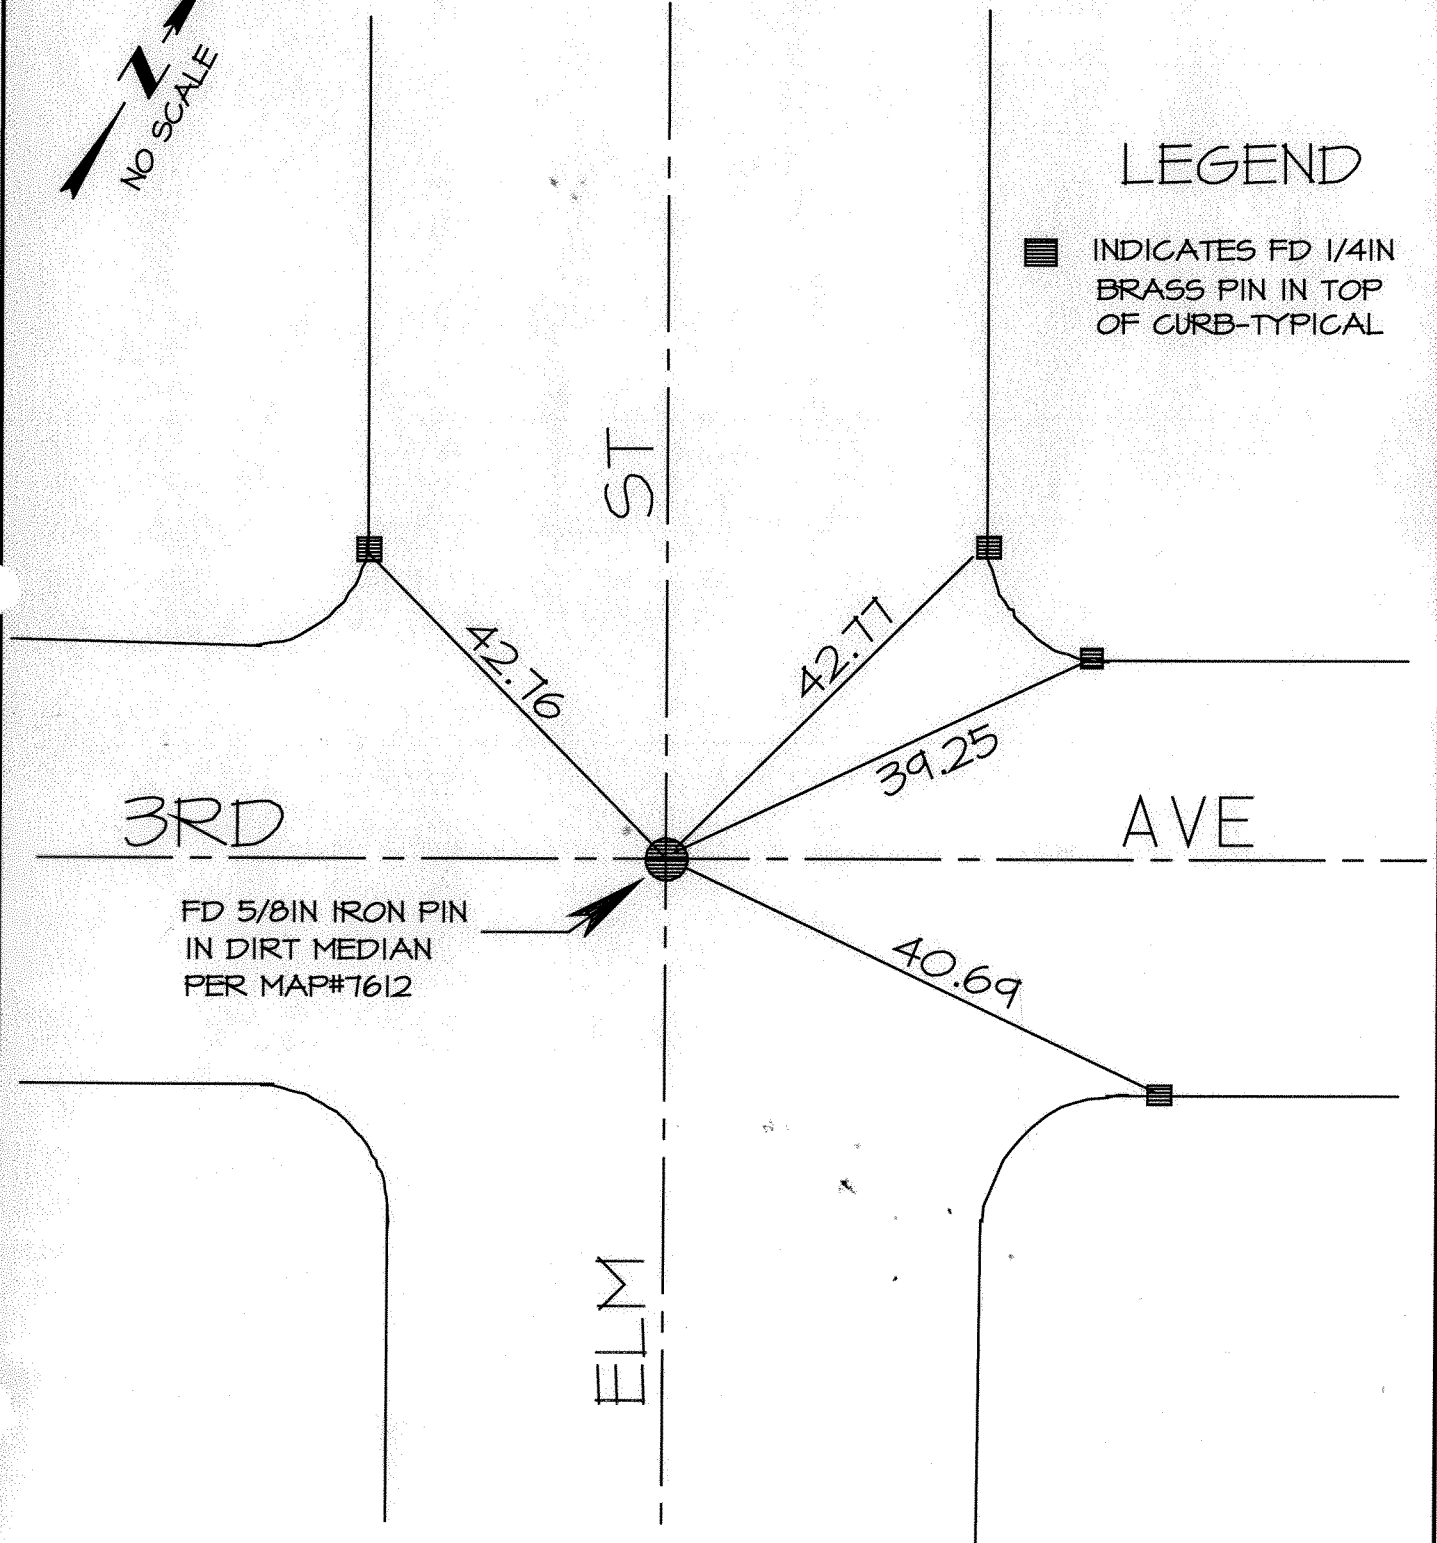 N
NO SCALE
LEGEND
INDICATES FD 1/4IN
BRASS PIN IN TOP
OF CURB-TYPICAL
ELM ST
42.76
42.77
39.25
3RD AVE
FD 5/8IN IRON PIN
IN DIRT MEDIAN
PER MAP#7612
40.69